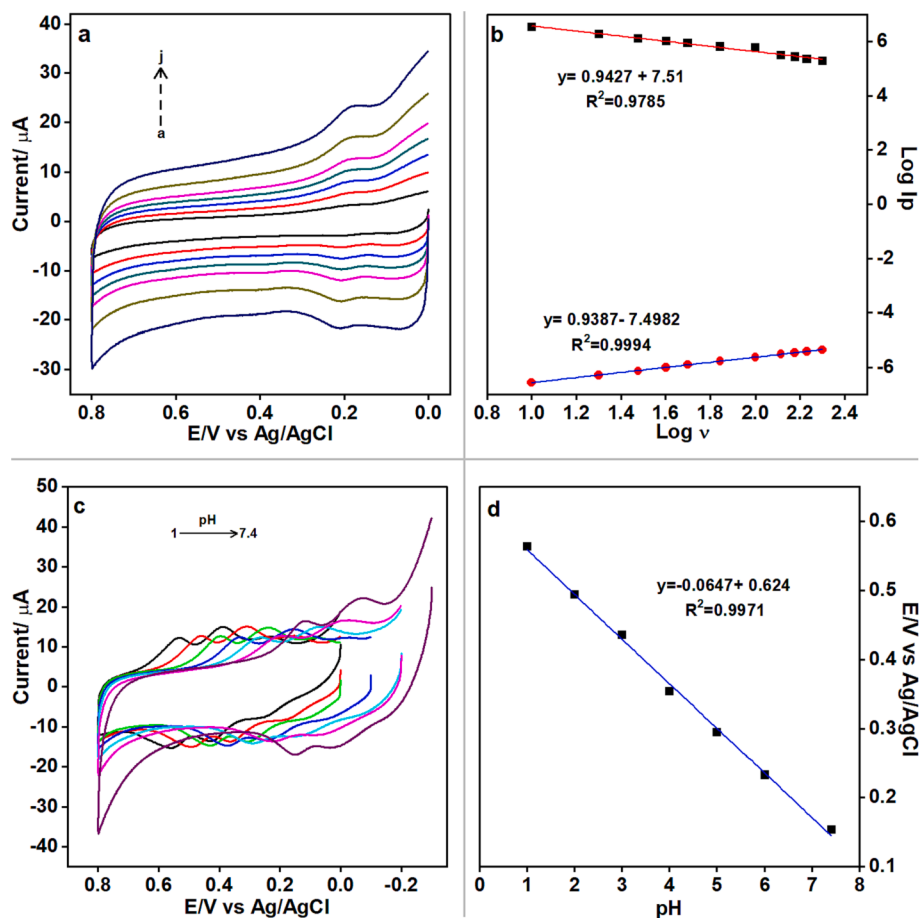 a
j
a
40
30
20
10
0
-10
-20
-30
Current/ μA
0.8 0.6 0.4 0.2 0.0
E/V vs Ag/AgCl
b
y= 0.9427 + 7.51
R²=0.9785
y= 0.9387- 7.4982
R²=0.9994
6
4
2
0
-2
-4
-6
Log Ip
0.8 1.0 1.2 1.4 1.6 1.8 2.0 2.2 2.4
Log ν
c
pH
1 7.4
50
40
30
20
10
0
-10
-20
-30
-40
Current/ μA
0.8 0.6 0.4 0.2 0.0 -0.2
E/V vs Ag/AgCl
d
y=-0.0647+ 0.624
R²=0.9971
0.6
0.5
0.4
0.3
0.2
0.1
E/V vs Ag/AgCl
0 1 2 3 4 5 6 7 8
pH